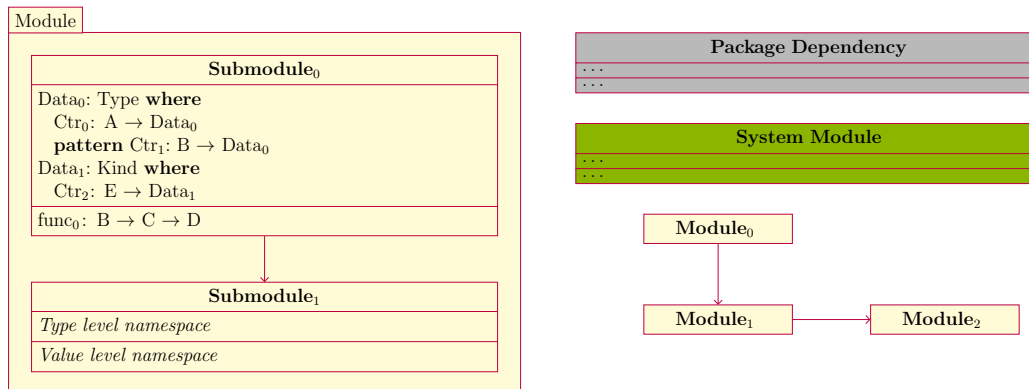 Module
Submodule₀
Data₀: Type where
Ctr₀: A → Data₀
pattern Ctr₁: B → Data₀
Data₁: Kind where
Ctr₂: E → Data₁
func₀: B → C → D
Submodule₁
Type level namespace
Value level namespace
Package Dependency
...
...
System Module
...
...
Module₀
Module₁
Module₂